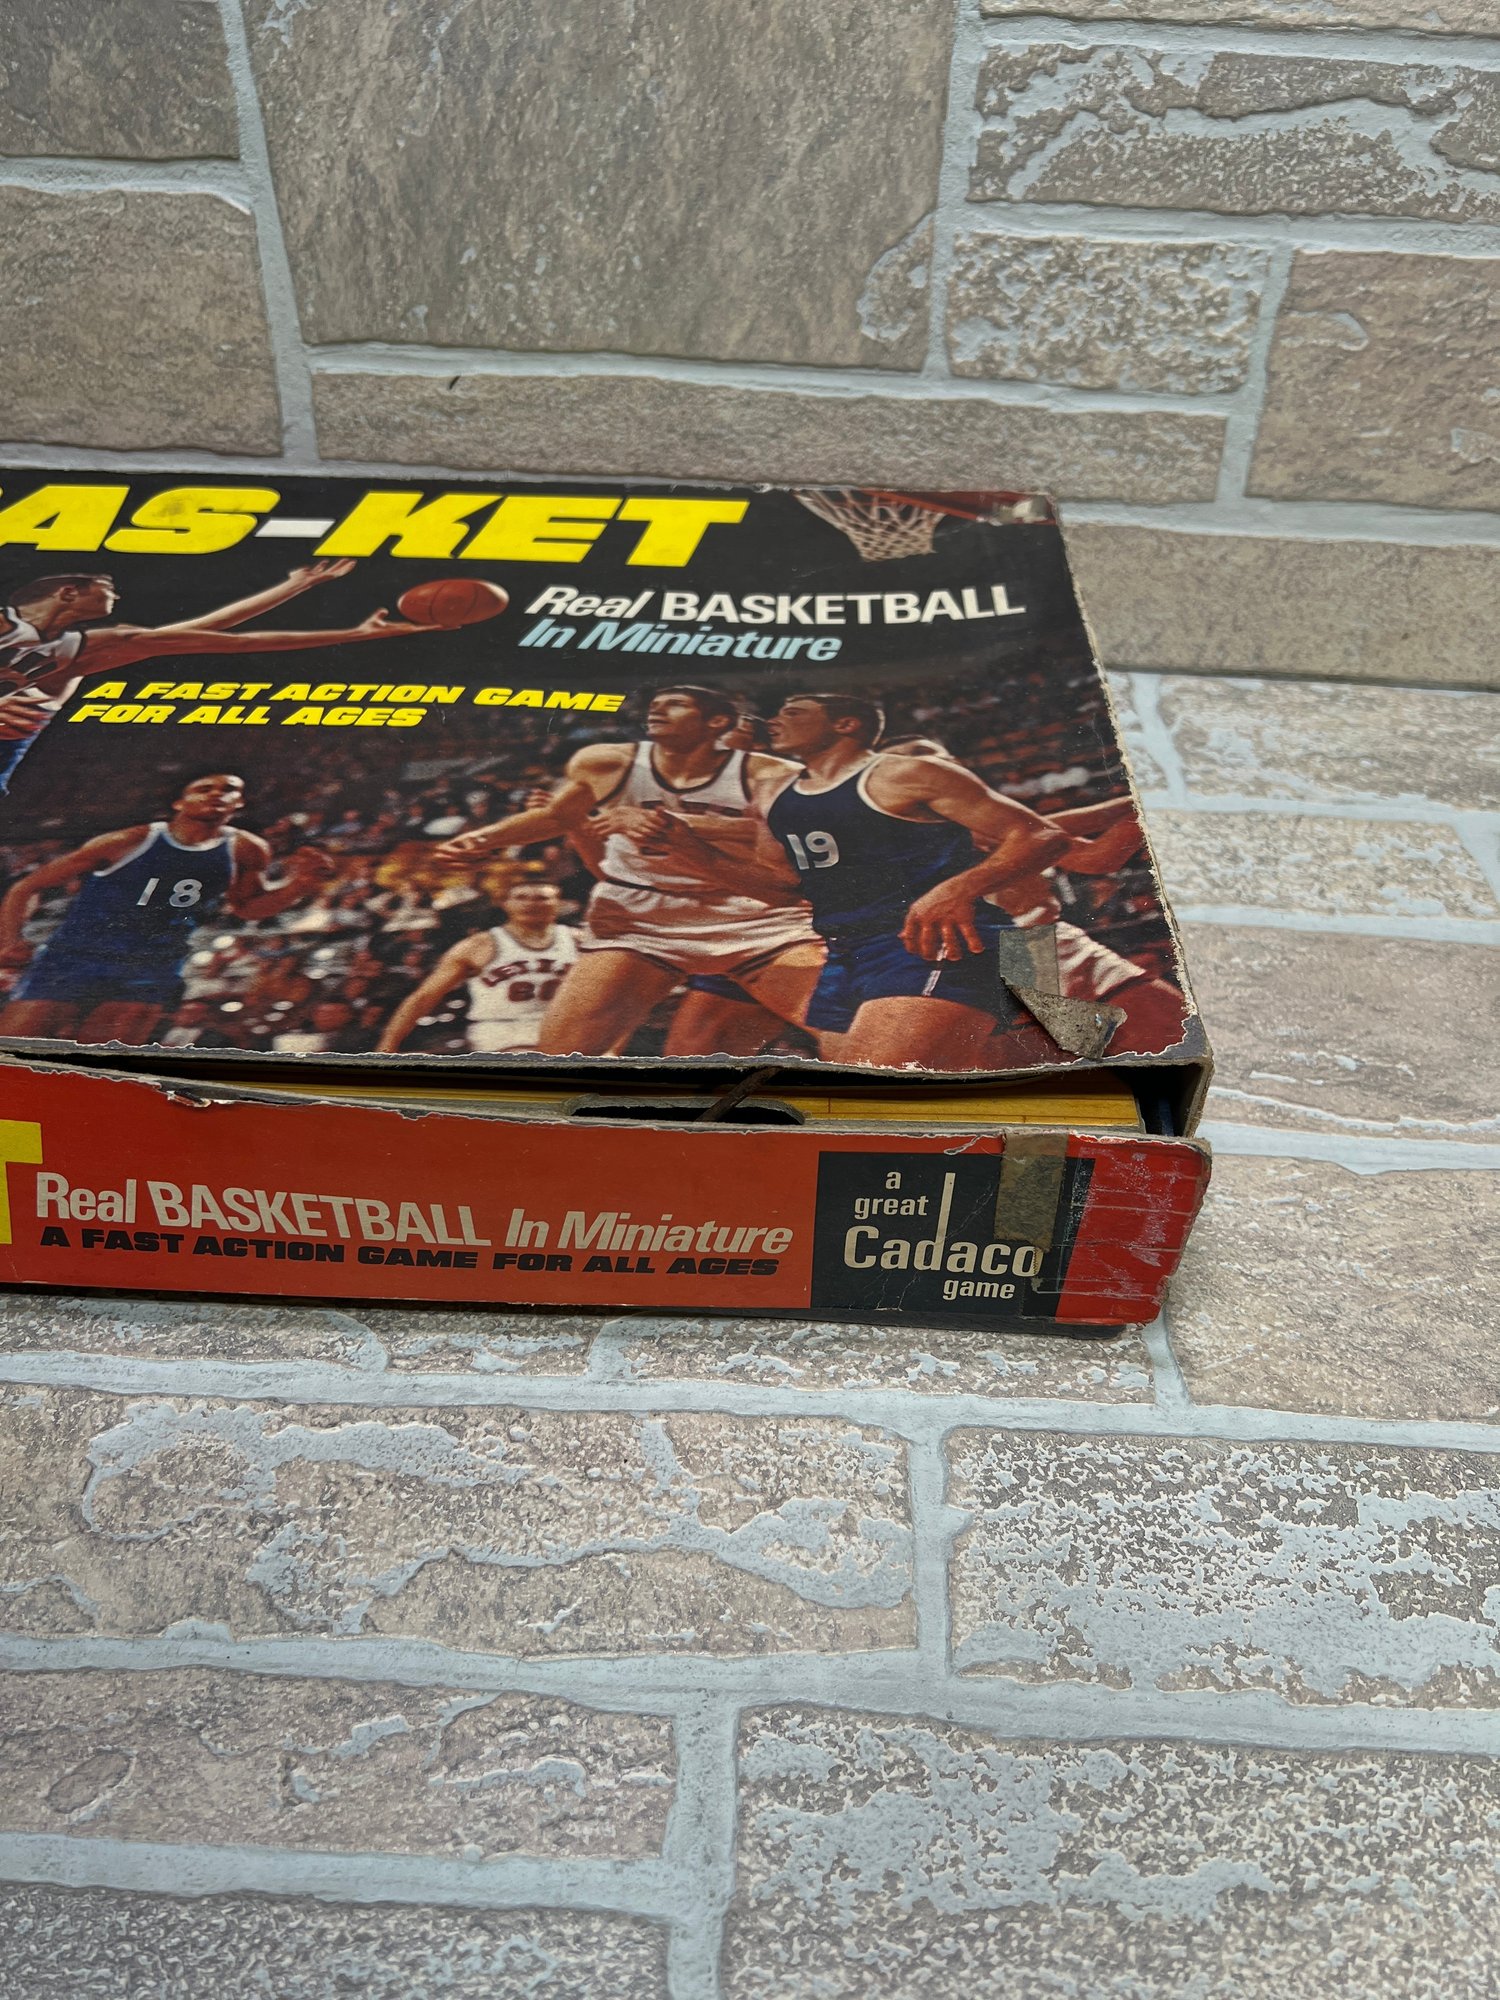 AS-KET
Real BASKETBALL
In Miniature
A FAST ACTION GAME
FOR ALL AGES
19
18
T
Real BASKETBALL In Miniature
A FAST ACTION GAME FOR ALL AGES
a
great
Cadaco
game